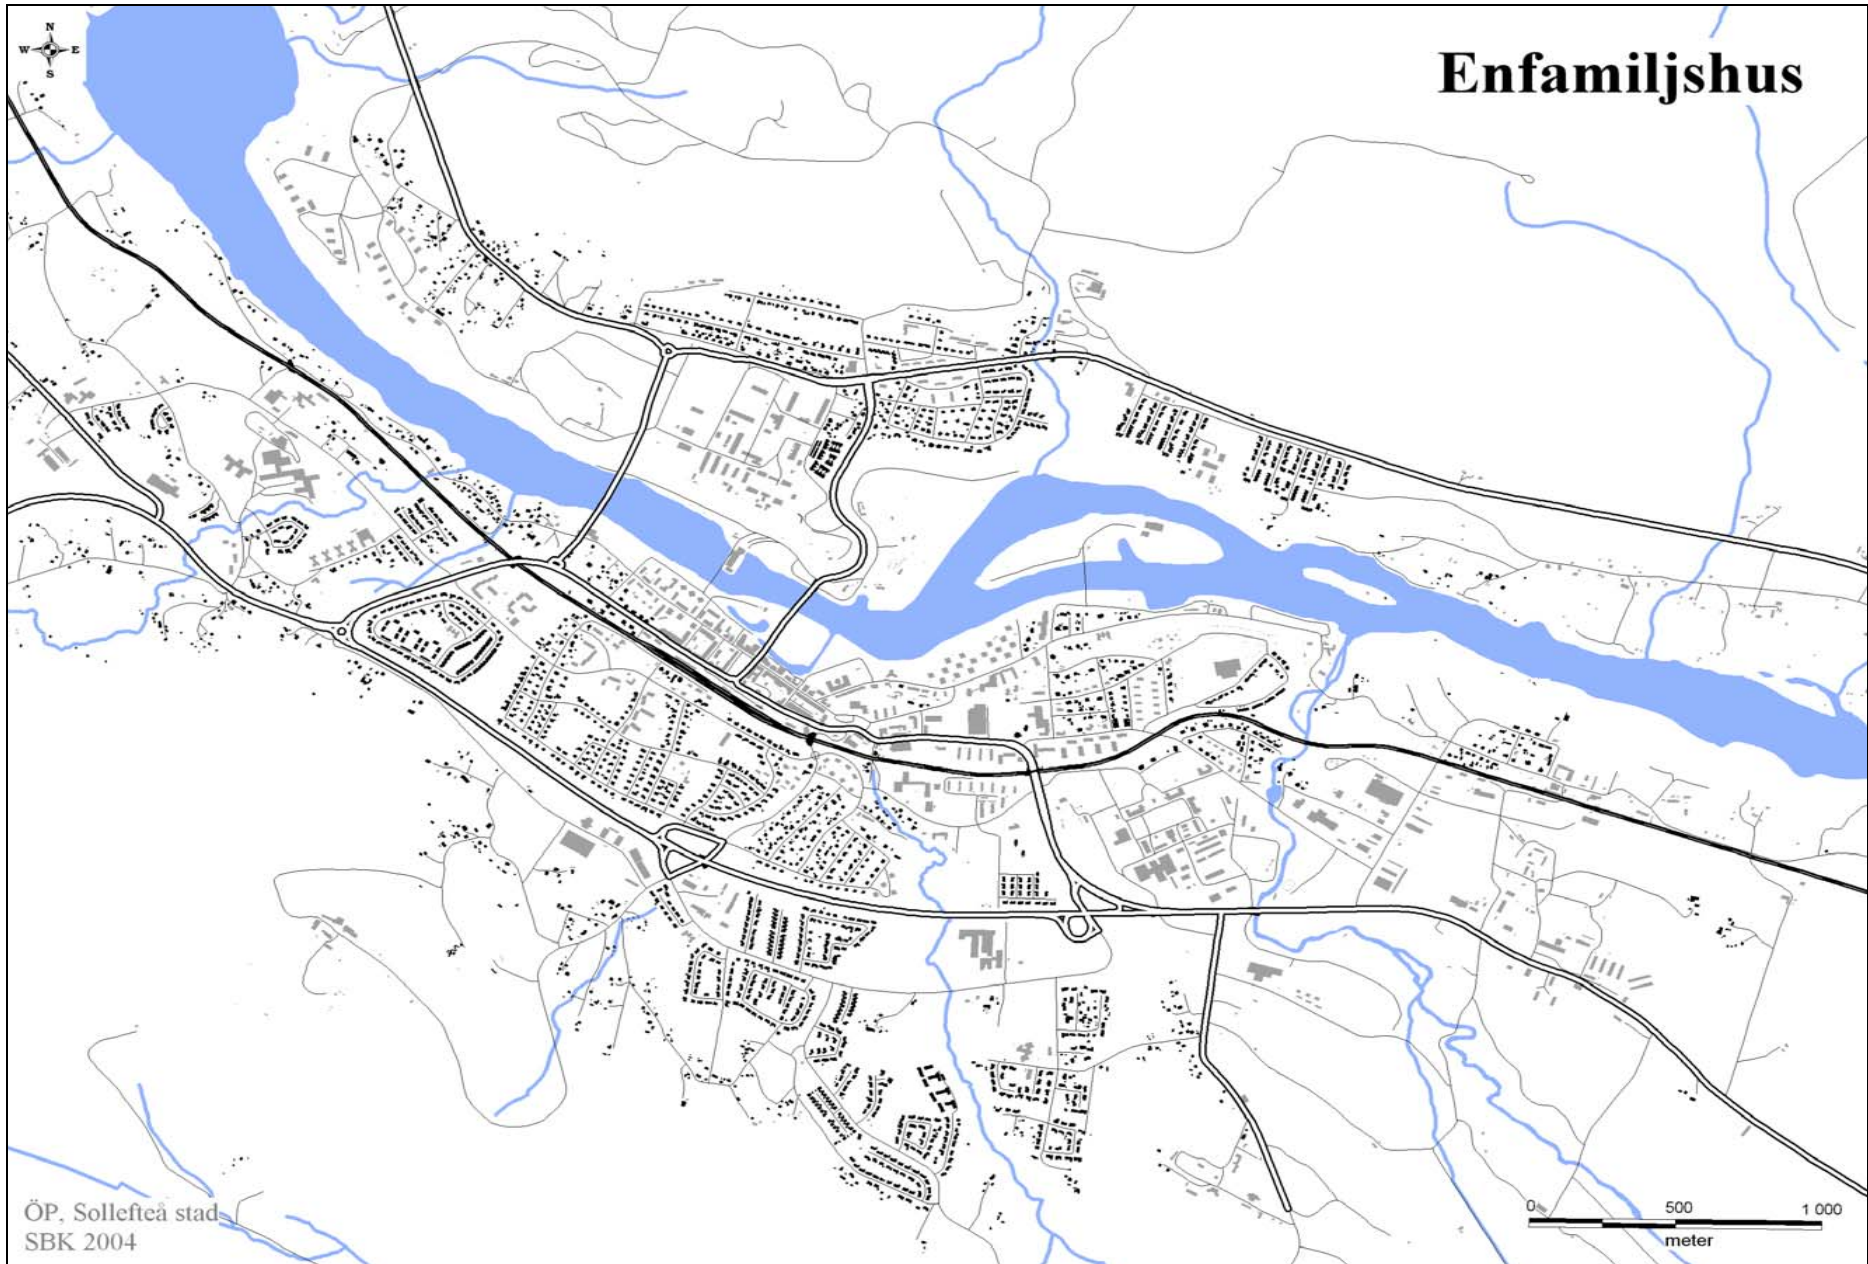 N
W E
S
Enfamiljshus
ÖP, Sollefteå stad
SBK 2004
0 500 1 000
meter